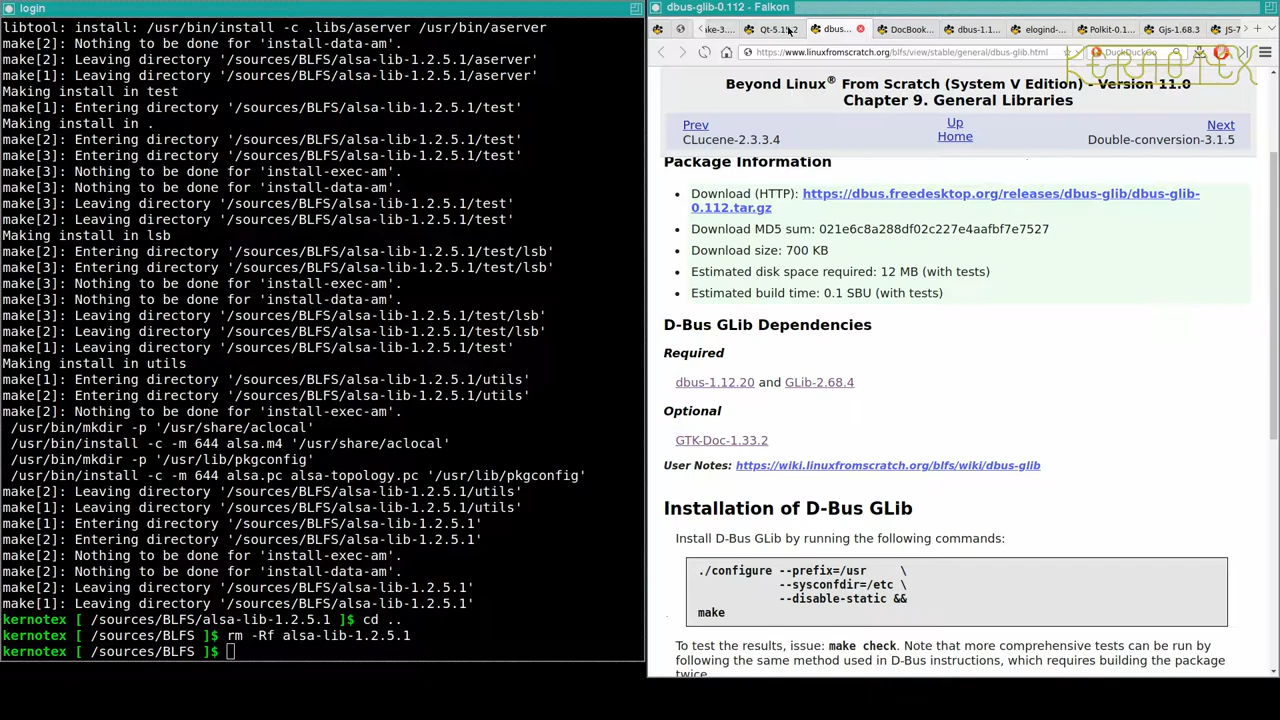 login
libtool: install: /usr/bin/install -c .libs/aserver /usr/bin/aserver
make[2]: Nothing to be done for 'install-data-am'.
make[2]: Leaving directory '/sources/BLFS/alsa-lib-1.2.5.1/aserver'
make[1]: Leaving directory '/sources/BLFS/alsa-lib-1.2.5.1/aserver'
Making install in test
make[1]: Entering directory '/sources/BLFS/alsa-lib-1.2.5.1/test'
Making install in .
make[2]: Entering directory '/sources/BLFS/alsa-lib-1.2.5.1/test'
make[3]: Entering directory '/sources/BLFS/alsa-lib-1.2.5.1/test'
make[3]: Nothing to be done for 'install-exec-am'.
make[3]: Nothing to be done for 'install-data-am'.
make[3]: Leaving directory '/sources/BLFS/alsa-lib-1.2.5.1/test'
make[2]: Leaving directory '/sources/BLFS/alsa-lib-1.2.5.1/test'
Making install in lsb
make[2]: Entering directory '/sources/BLFS/alsa-lib-1.2.5.1/test/lsb'
make[3]: Entering directory '/sources/BLFS/alsa-lib-1.2.5.1/test/lsb'
make[3]: Nothing to be done for 'install-exec-am'.
make[3]: Nothing to be done for 'install-data-am'.
make[3]: Leaving directory '/sources/BLFS/alsa-lib-1.2.5.1/test/lsb'
make[2]: Leaving directory '/sources/BLFS/alsa-lib-1.2.5.1/test/lsb'
make[1]: Leaving directory '/sources/BLFS/alsa-lib-1.2.5.1/test'
Making install in utils
make[1]: Entering directory '/sources/BLFS/alsa-lib-1.2.5.1/utils'
make[2]: Entering directory '/sources/BLFS/alsa-lib-1.2.5.1/utils'
make[2]: Nothing to be done for 'install-exec-am'.
/usr/bin/mkdir -p '/usr/share/aclocal'
/usr/bin/install -c -m 644 alsa.m4 '/usr/share/aclocal'
/usr/bin/mkdir -p '/usr/lib/pkgconfig'
/usr/bin/install -c -m 644 alsa.pc alsa-topology.pc '/usr/lib/pkgconfig'
make[2]: Leaving directory '/sources/BLFS/alsa-lib-1.2.5.1/utils'
make[1]: Leaving directory '/sources/BLFS/alsa-lib-1.2.5.1/utils'
make[1]: Entering directory '/sources/BLFS/alsa-lib-1.2.5.1'
make[2]: Entering directory '/sources/BLFS/alsa-lib-1.2.5.1'
make[2]: Nothing to be done for 'install-exec-am'.
make[2]: Nothing to be done for 'install-data-am'.
make[2]: Leaving directory '/sources/BLFS/alsa-lib-1.2.5.1'
make[1]: Leaving directory '/sources/BLFS/alsa-lib-1.2.5.1'
kernotex [ /sources/BLFS/alsa-lib-1.2.5.1 ]$ cd ..
kernotex [ /sources/BLFS ]$ rm -Rf alsa-lib-1.2.5.1
kernotex [ /sources/BLFS ]$
dbus-glib-0.112 - Falkon
ake-3.... Qt-5.15.2 dbus... DocBook... dbus-1.1... elogind-... Polkit-0.1... Gjs-1.68.3 JS-7
https://www.linuxfromscratch.org/blfs/view/stable/general/dbus-glib.html DuckDuckGo
KERNOTEX
Beyond Linux® From Scratch (System V Edition) - Version 11.0
Chapter 9. General Libraries
Prev Up Next
CLucene-2.3.3.4 Home Double-conversion-3.1.5
Package Information
• Download (HTTP): https://dbus.freedesktop.org/releases/dbus-glib/dbus-glib-
0.112.tar.gz
• Download MD5 sum: 021e6c8a288df02c227e4aafbf7e7527
• Download size: 700 KB
• Estimated disk space required: 12 MB (with tests)
• Estimated build time: 0.1 SBU (with tests)
D-Bus GLib Dependencies
Required
dbus-1.12.20 and GLib-2.68.4
Optional
GTK-Doc-1.33.2
User Notes: https://wiki.linuxfromscratch.org/blfs/wiki/dbus-glib
Installation of D-Bus GLib
Install D-Bus GLib by running the following commands:
./configure --prefix=/usr \
--sysconfdir=/etc \
--disable-static &&
make
To test the results, issue: make check. Note that more comprehensive tests can be run by
following the same method used in D-Bus instructions, which requires building the package
twice.